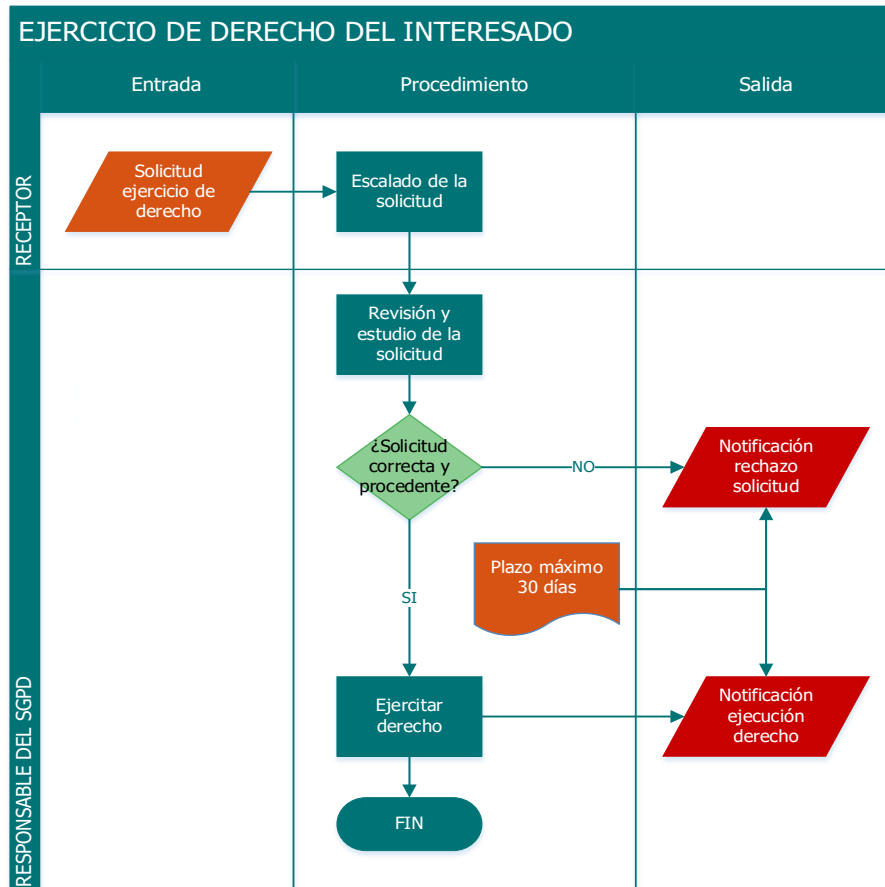 EJERCICIO DE DERECHO DEL INTERESADO
Entrada
Procedimiento
Salida
RECEPTOR
Solicitud
ejercicio de
derecho
Escalado de la
solicitud
RESPONSABLE DEL SGPD
Revisión y
estudio de la
solicitud
¿Solicitud
correcta y
procedente?
NO
Notificación
rechazo
solicitud
Plazo máximo
30 días
SI
Ejercitar
derecho
Notificación
ejecución
derecho
FIN